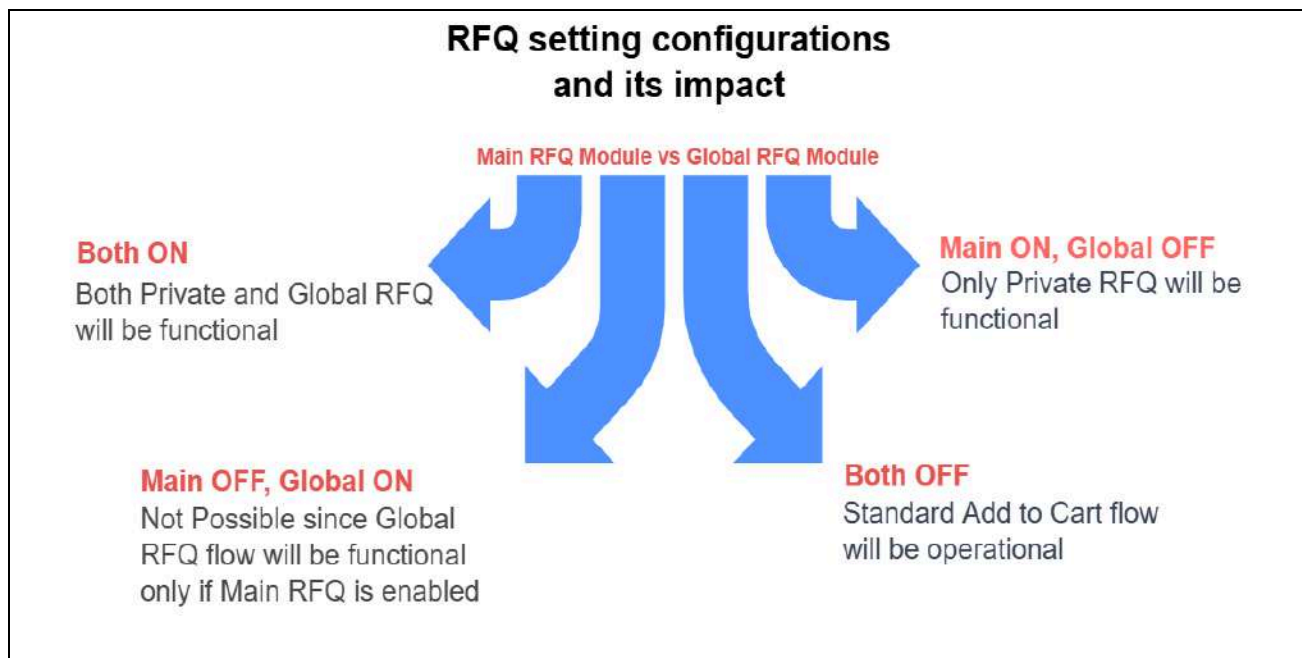 RFQ setting configurations
and its impact
Main RFQ Module vs Global RFQ Module
Both ON
Both Private and Global RFQ
will be functional
Main ON, Global OFF
Only Private RFQ will be
functional
Main OFF, Global ON
Not Possible since Global
RFQ flow will be functional
only if Main RFQ is enabled
Both OFF
Standard Add to Cart flow
will be operational